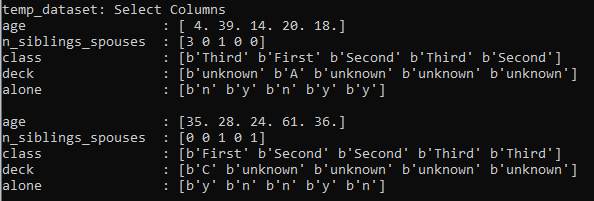 temp_dataset: Select Columns
age                 : [ 4. 39. 14. 20. 18.]
n_siblings_spouses  : [3 0 1 0 0]
class               : [b'Third' b'First' b'Second' b'Third' b'Second']
deck                : [b'unknown' b'A' b'unknown' b'unknown' b'unknown']
alone               : [b'n' b'y' b'n' b'y' b'y']

age                 : [35. 28. 24. 61. 36.]
n_siblings_spouses  : [0 0 1 0 1]
class               : [b'First' b'Second' b'Second' b'Third' b'Third']
deck                : [b'C' b'unknown' b'unknown' b'unknown' b'unknown']
alone               : [b'y' b'n' b'n' b'y' b'n']